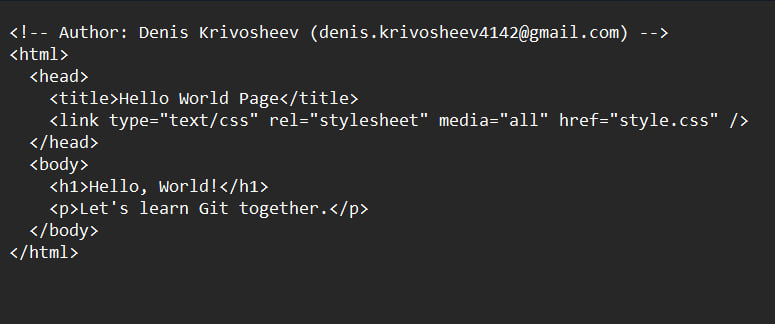 <!-- Author: Denis Krivosheev (denis.krivosheev4142@gmail.com) -->
<html>
  <head>
    <title>Hello World Page</title>
    <link type="text/css" rel="stylesheet" media="all" href="style.css" />
  </head>
  <body>
    <h1>Hello, World!</h1>
    <p>Let's learn Git together.</p>
  </body>
</html>